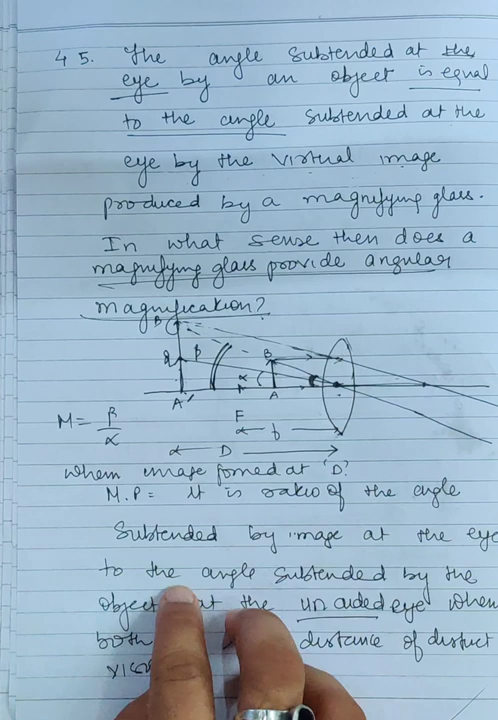 45. The angle subtended at the
eye by an object is equal
to the angle subtended at the
eye by the virtual image
produced by a magnifying glass.
In what sense then does a
magnifying glass provide angular
magnification?
B'
B
β
α
A' F A
M = β/α
f
D
when image formed at 'D?
M.P = It is ratio of the angle
Subtended by image at the eye
to the angle subtended by the
object at the un aided eye when
both distance of distinct